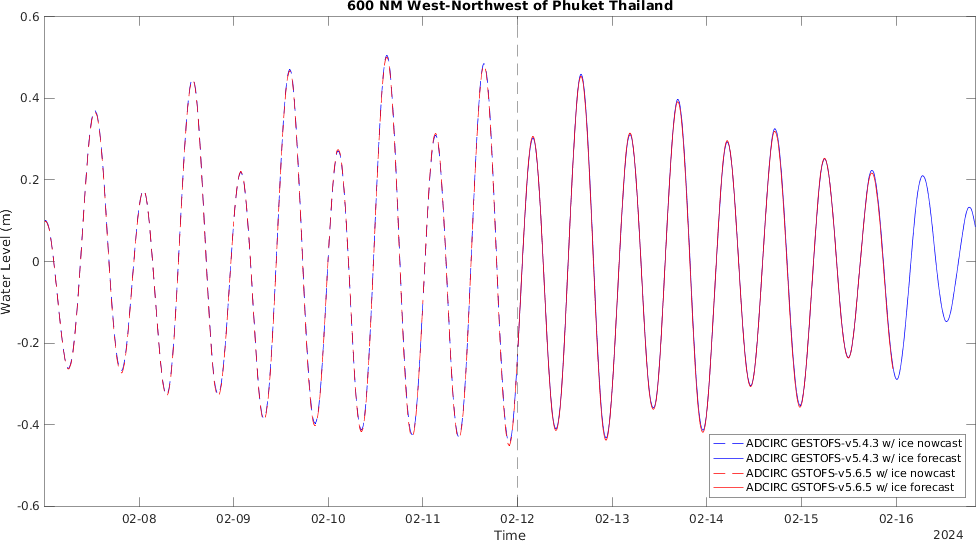 600 NM West-Northwest of Phuket Thailand
0.6
0.4
0.2
0
-0.2
-0.4
-0.6
Water Level (m)
ADCIRC GESTOFS-v5.4.3 w/ ice nowcast
ADCIRC GESTOFS-v5.4.3 w/ ice forecast
ADCIRC GSTOFS-v5.6.5 w/ ice nowcast
ADCIRC GSTOFS-v5.6.5 w/ ice forecast
02-08 02-09 02-10 02-11 02-12 02-13 02-14 02-15 02-16
Time
2024